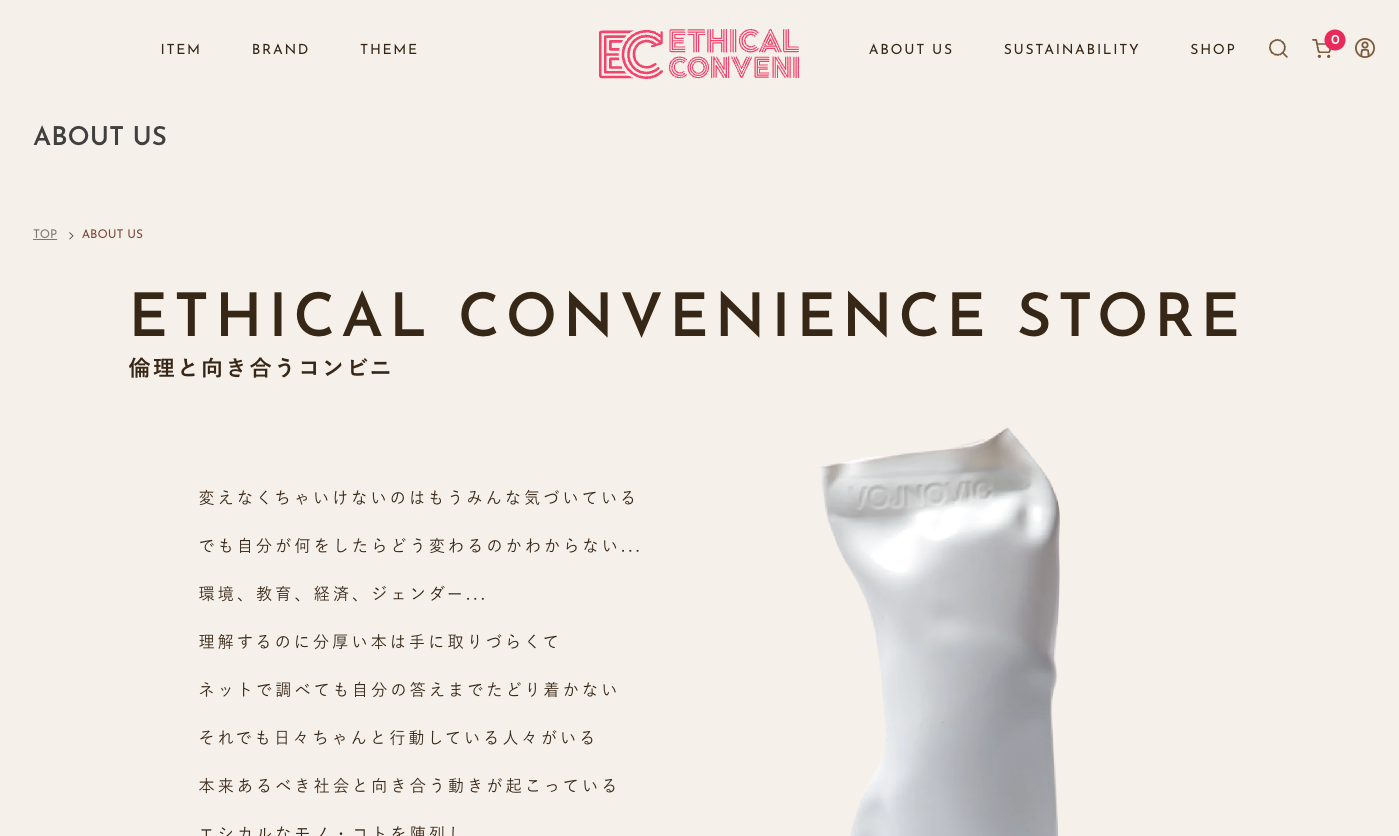 ITEM BRAND THEME
EC ETHICAL CONVENI
ABOUT US SUSTAINABILITY SHOP 0
ABOUT US
TOP > ABOUT US
ETHICAL CONVENIENCE STORE
倫理と向き合うコンビニ
VOJNOVIC
変えなくちゃいけないのはもうみんな気づいている
でも自分が何をしたらどう変わるのかわからない...
環境、教育、経済、ジェンダー...
理解するのに分厚い本は手に取りづらくて
ネットで調べても自分の答えまでたどり着かない
それでも日々ちゃんと行動している人々がいる
本来あるべき社会と向き合う動きが起こっている
エシカルなモノ・コトを陳列し